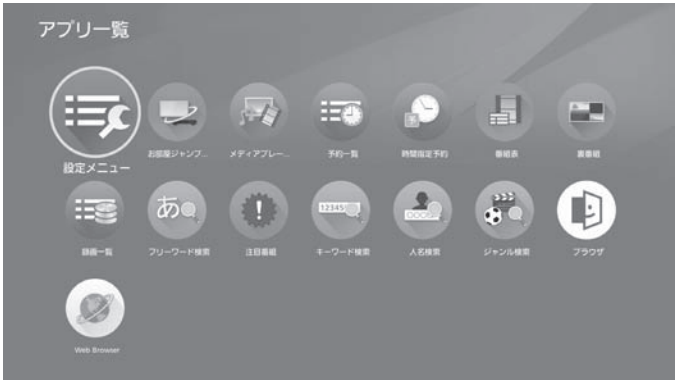 アプリ一覧
設定メニュー
お部屋ジャンプ...
メディアプレー...
予約一覧
時間指定予約
番組表
裏番組
録画一覧
あ
フリーワード検索
!
注目番組
12345
キーワード検索
人名検索
ジャンル検索
ブラウザ
Web Browser